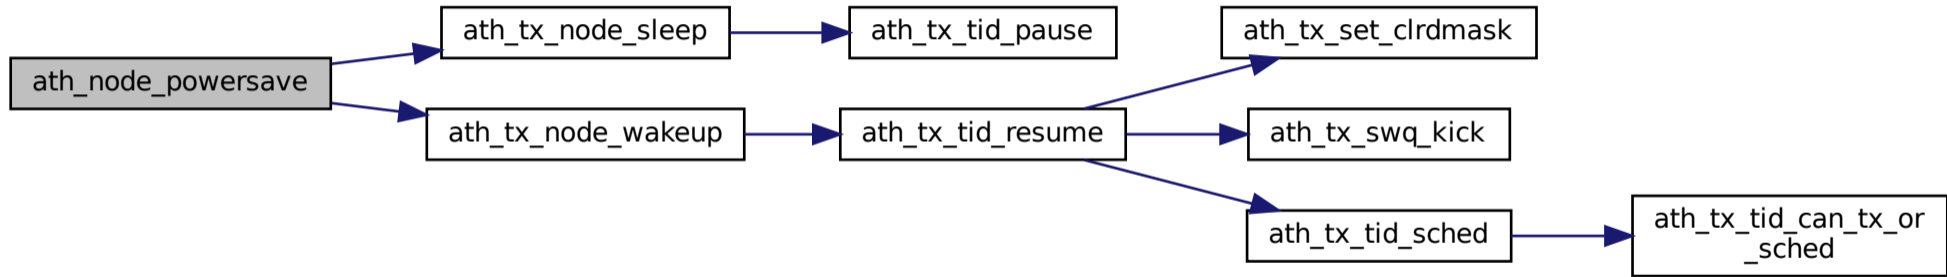 ath_node_powersave
ath_tx_node_sleep
ath_tx_tid_pause
ath_tx_node_wakeup
ath_tx_tid_resume
ath_tx_set_clrdmask
ath_tx_swq_kick
ath_tx_tid_sched
ath_tx_tid_can_tx_or
_sched